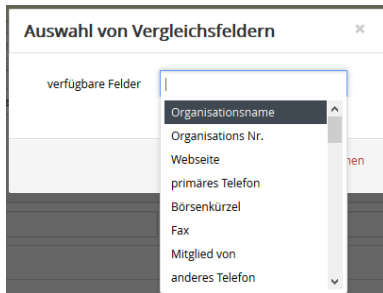 Auswahl von Vergleichsfeldern ×
verfügbare Felder
Organisationsname
Organisations Nr.
Webseite
primäres Telefon
Börsenkürzel
Fax
Mitglied von
anderes Telefon